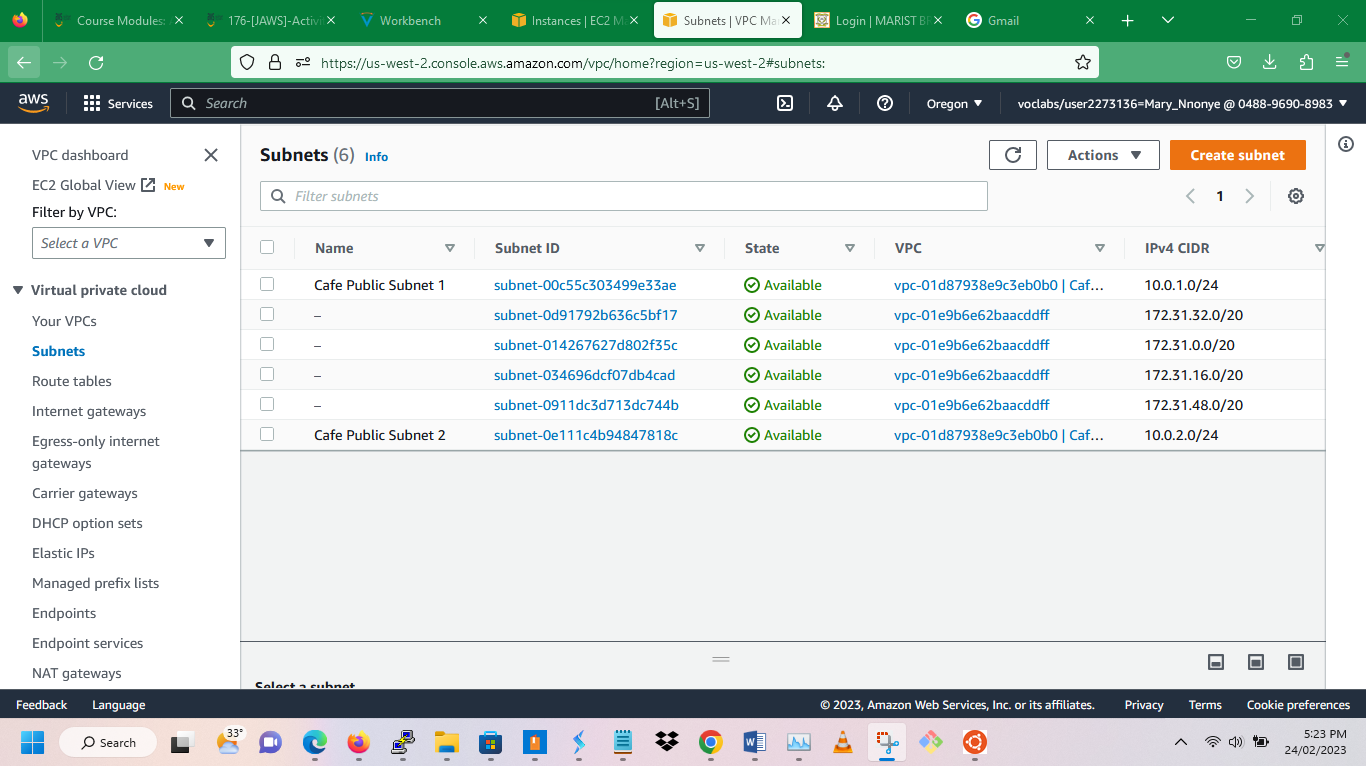 Course Modules:
176-[JAWS]-Activi
Workbench
Instances | EC2 M
Subnets | VPC Ma
Login | MARIST BR
Gmail
https://us-west-2.console.aws.amazon.com/vpc/home?region=us-west-2#subnets:
aws
Services
Search
[Alt+S]
Oregon
voclabs/user2273136=Mary_Nnonye @ 0488-9690-8983
VPC dashboard
EC2 Global View New
Filter by VPC:
Select a VPC
Virtual private cloud
Your VPCs
Subnets
Route tables
Internet gateways
Egress-only internet
gateways
Carrier gateways
DHCP option sets
Elastic IPs
Managed prefix lists
Endpoints
Endpoint services
NAT gateways
Subnets (6) Info
Actions
Create subnet
Filter subnets
1
Name Subnet ID State VPC IPv4 CIDR
Cafe Public Subnet 1 subnet-00c55c303499e33ae Available vpc-01d87938e9c3eb0b0 | Caf... 10.0.1.0/24
– subnet-0d91792b636c5bf17 Available vpc-01e9b6e62baacddff 172.31.32.0/20
– subnet-014267627d802f35c Available vpc-01e9b6e62baacddff 172.31.0.0/20
– subnet-034696dcf07db4cad Available vpc-01e9b6e62baacddff 172.31.16.0/20
– subnet-0911dc3d713dc744b Available vpc-01e9b6e62baacddff 172.31.48.0/20
Cafe Public Subnet 2 subnet-0e111c4b94847818c Available vpc-01d87938e9c3eb0b0 | Caf... 10.0.2.0/24
Select a subnet
Feedback
Language
© 2023, Amazon Web Services, Inc. or its affiliates.
Privacy
Terms
Cookie preferences
Search
33°
5:23 PM
24/02/2023